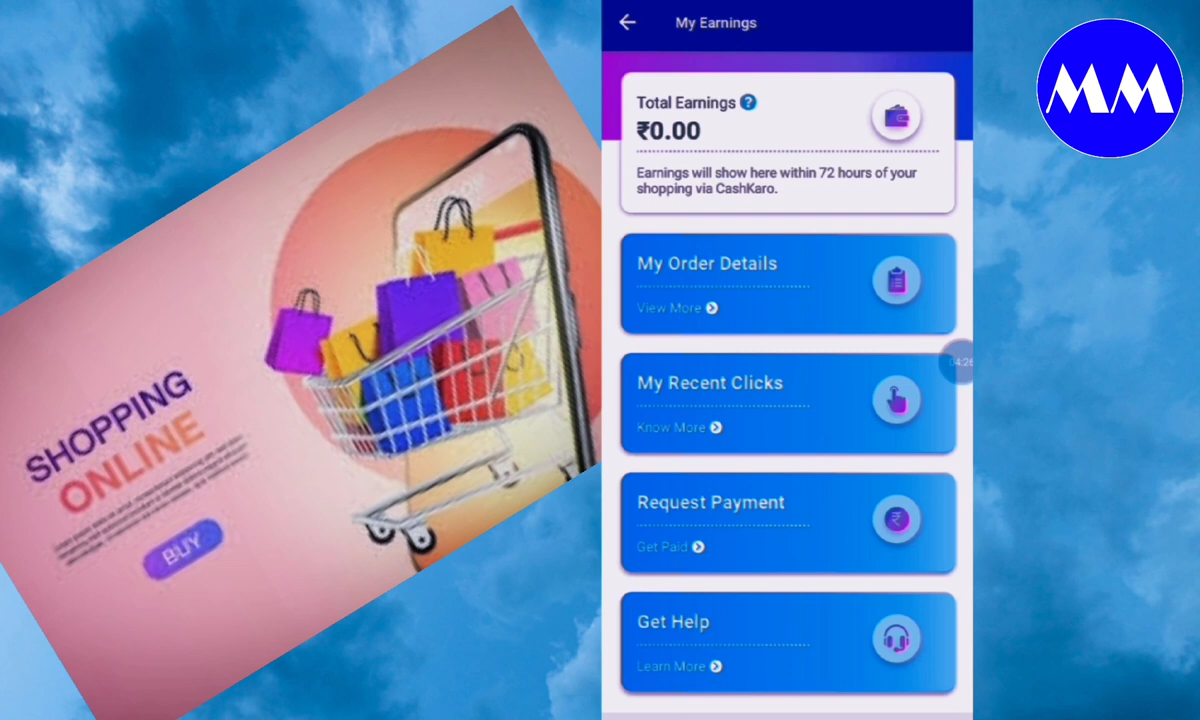 SHOPPING
ONLINE
BUY
My Earnings
Total Earnings ?
₹0.00
Earnings will show here within 72 hours of your
shopping via CashKaro.
My Order Details
View More
04:26
My Recent Clicks
Know More
Request Payment
₹
Get Paid
Get Help
Learn More
MM